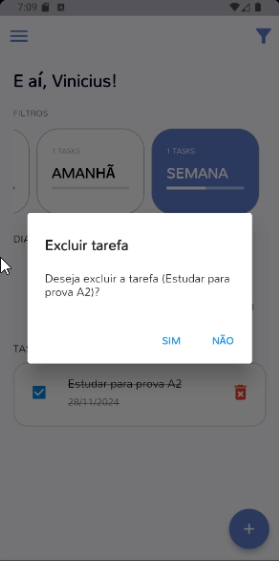 7:09
E aí, Vinicius!
FILTROS
1 TASKS
AMANHÃ
1 TASKS
SEMANA
DIA
Excluir tarefa
Deseja excluir a tarefa (Estudar para
prova A2)?
SIM NÃO
TAS
Estudar para prova A2
28/11/2024